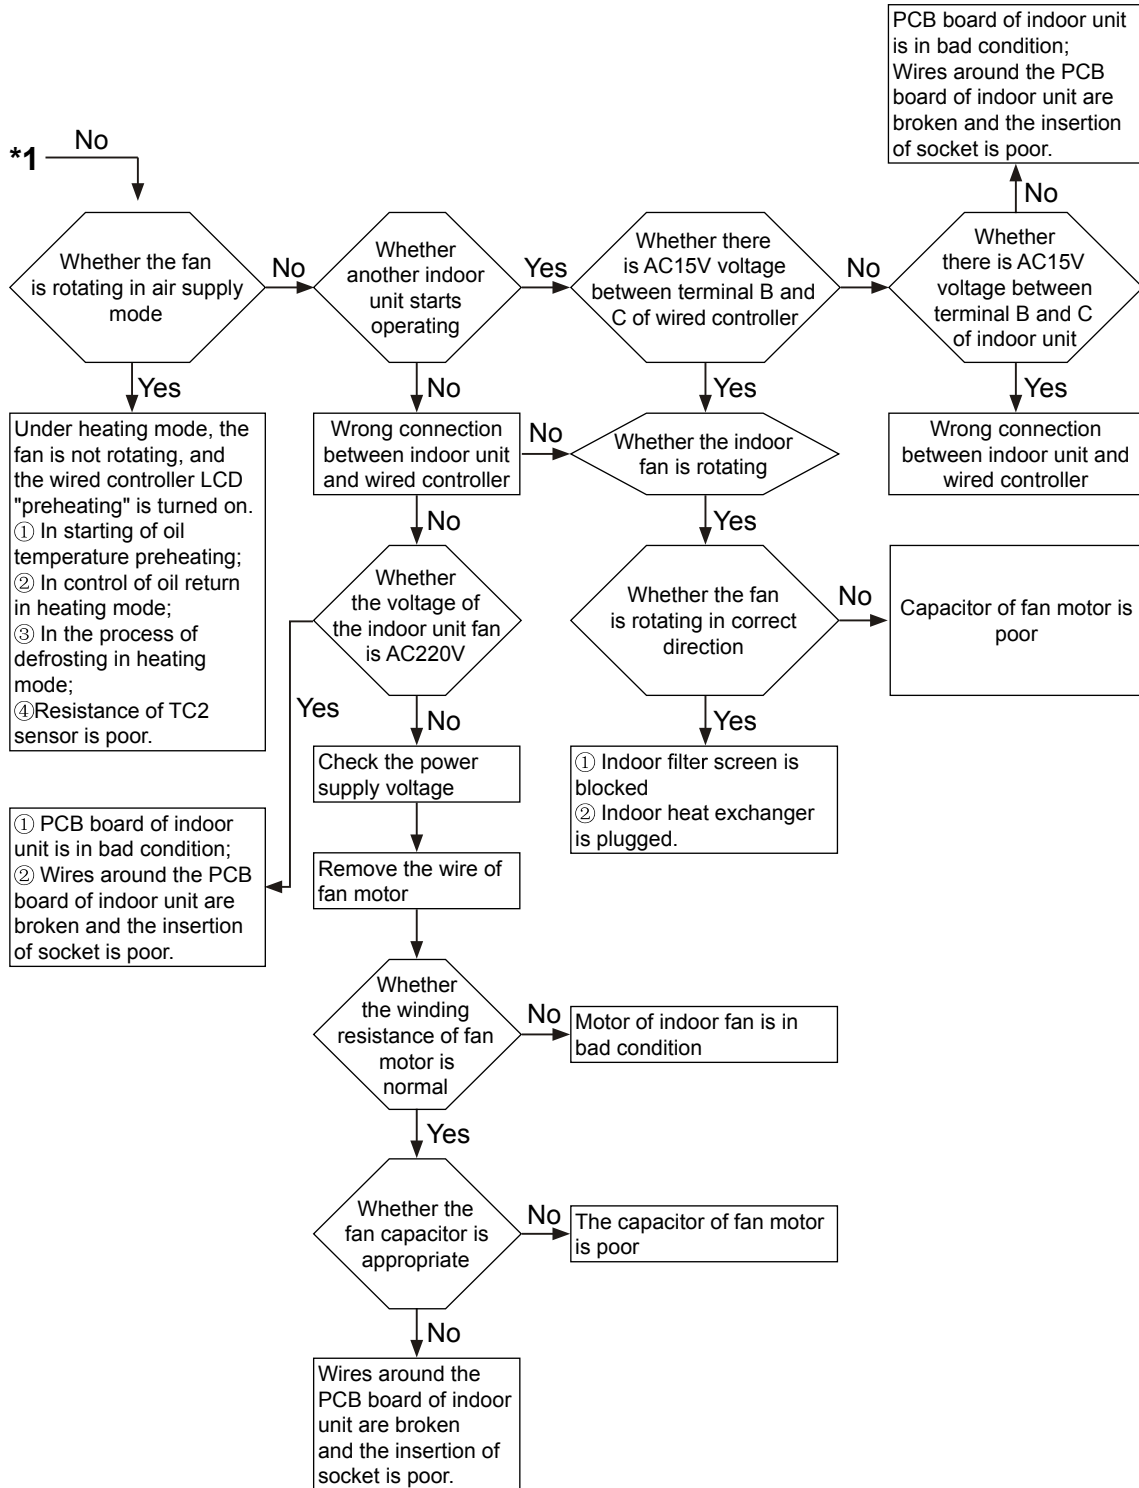 PCB board of indoor unit
is in bad condition;
Wires around the PCB
board of indoor unit are
broken and the insertion
of socket is poor.
No
*1
No
Whether the fan
is rotating in air supply
mode
No
Whether
another indoor
unit starts
operating
Yes
Whether there
is AC15V voltage
between terminal B and
C of wired controller
No
Whether
there is AC15V
voltage between
terminal B and C
of indoor unit
Yes
No
Yes
Yes
Under heating mode, the
fan is not rotating, and
the wired controller LCD
"preheating" is turned on.
① In starting of oil
temperature preheating;
② In control of oil return
in heating mode;
③ In the process of
defrosting in heating
mode;
④Resistance of TC2
sensor is poor.
Wrong connection
between indoor unit
and wired controller
No
Whether the indoor
fan is rotating
Wrong connection
between indoor unit and
wired controller
No
Yes
Whether
the voltage of
the indoor unit fan
is AC220V
Whether the fan
is rotating in correct
direction
No
Capacitor of fan motor is
poor
Yes
No
Yes
Check the power
supply voltage
① Indoor filter screen is
blocked
② Indoor heat exchanger
is plugged.
① PCB board of indoor
unit is in bad condition;
② Wires around the PCB
board of indoor unit are
broken and the insertion
of socket is poor.
Remove the wire of
fan motor
Whether
the winding
resistance of fan
motor is
normal
No
Motor of indoor fan is in
bad condition
Yes
Whether the
fan capacitor is
appropriate
No
The capacitor of fan motor
is poor
No
Wires around the
PCB board of indoor
unit are broken
and the insertion of
socket is poor.